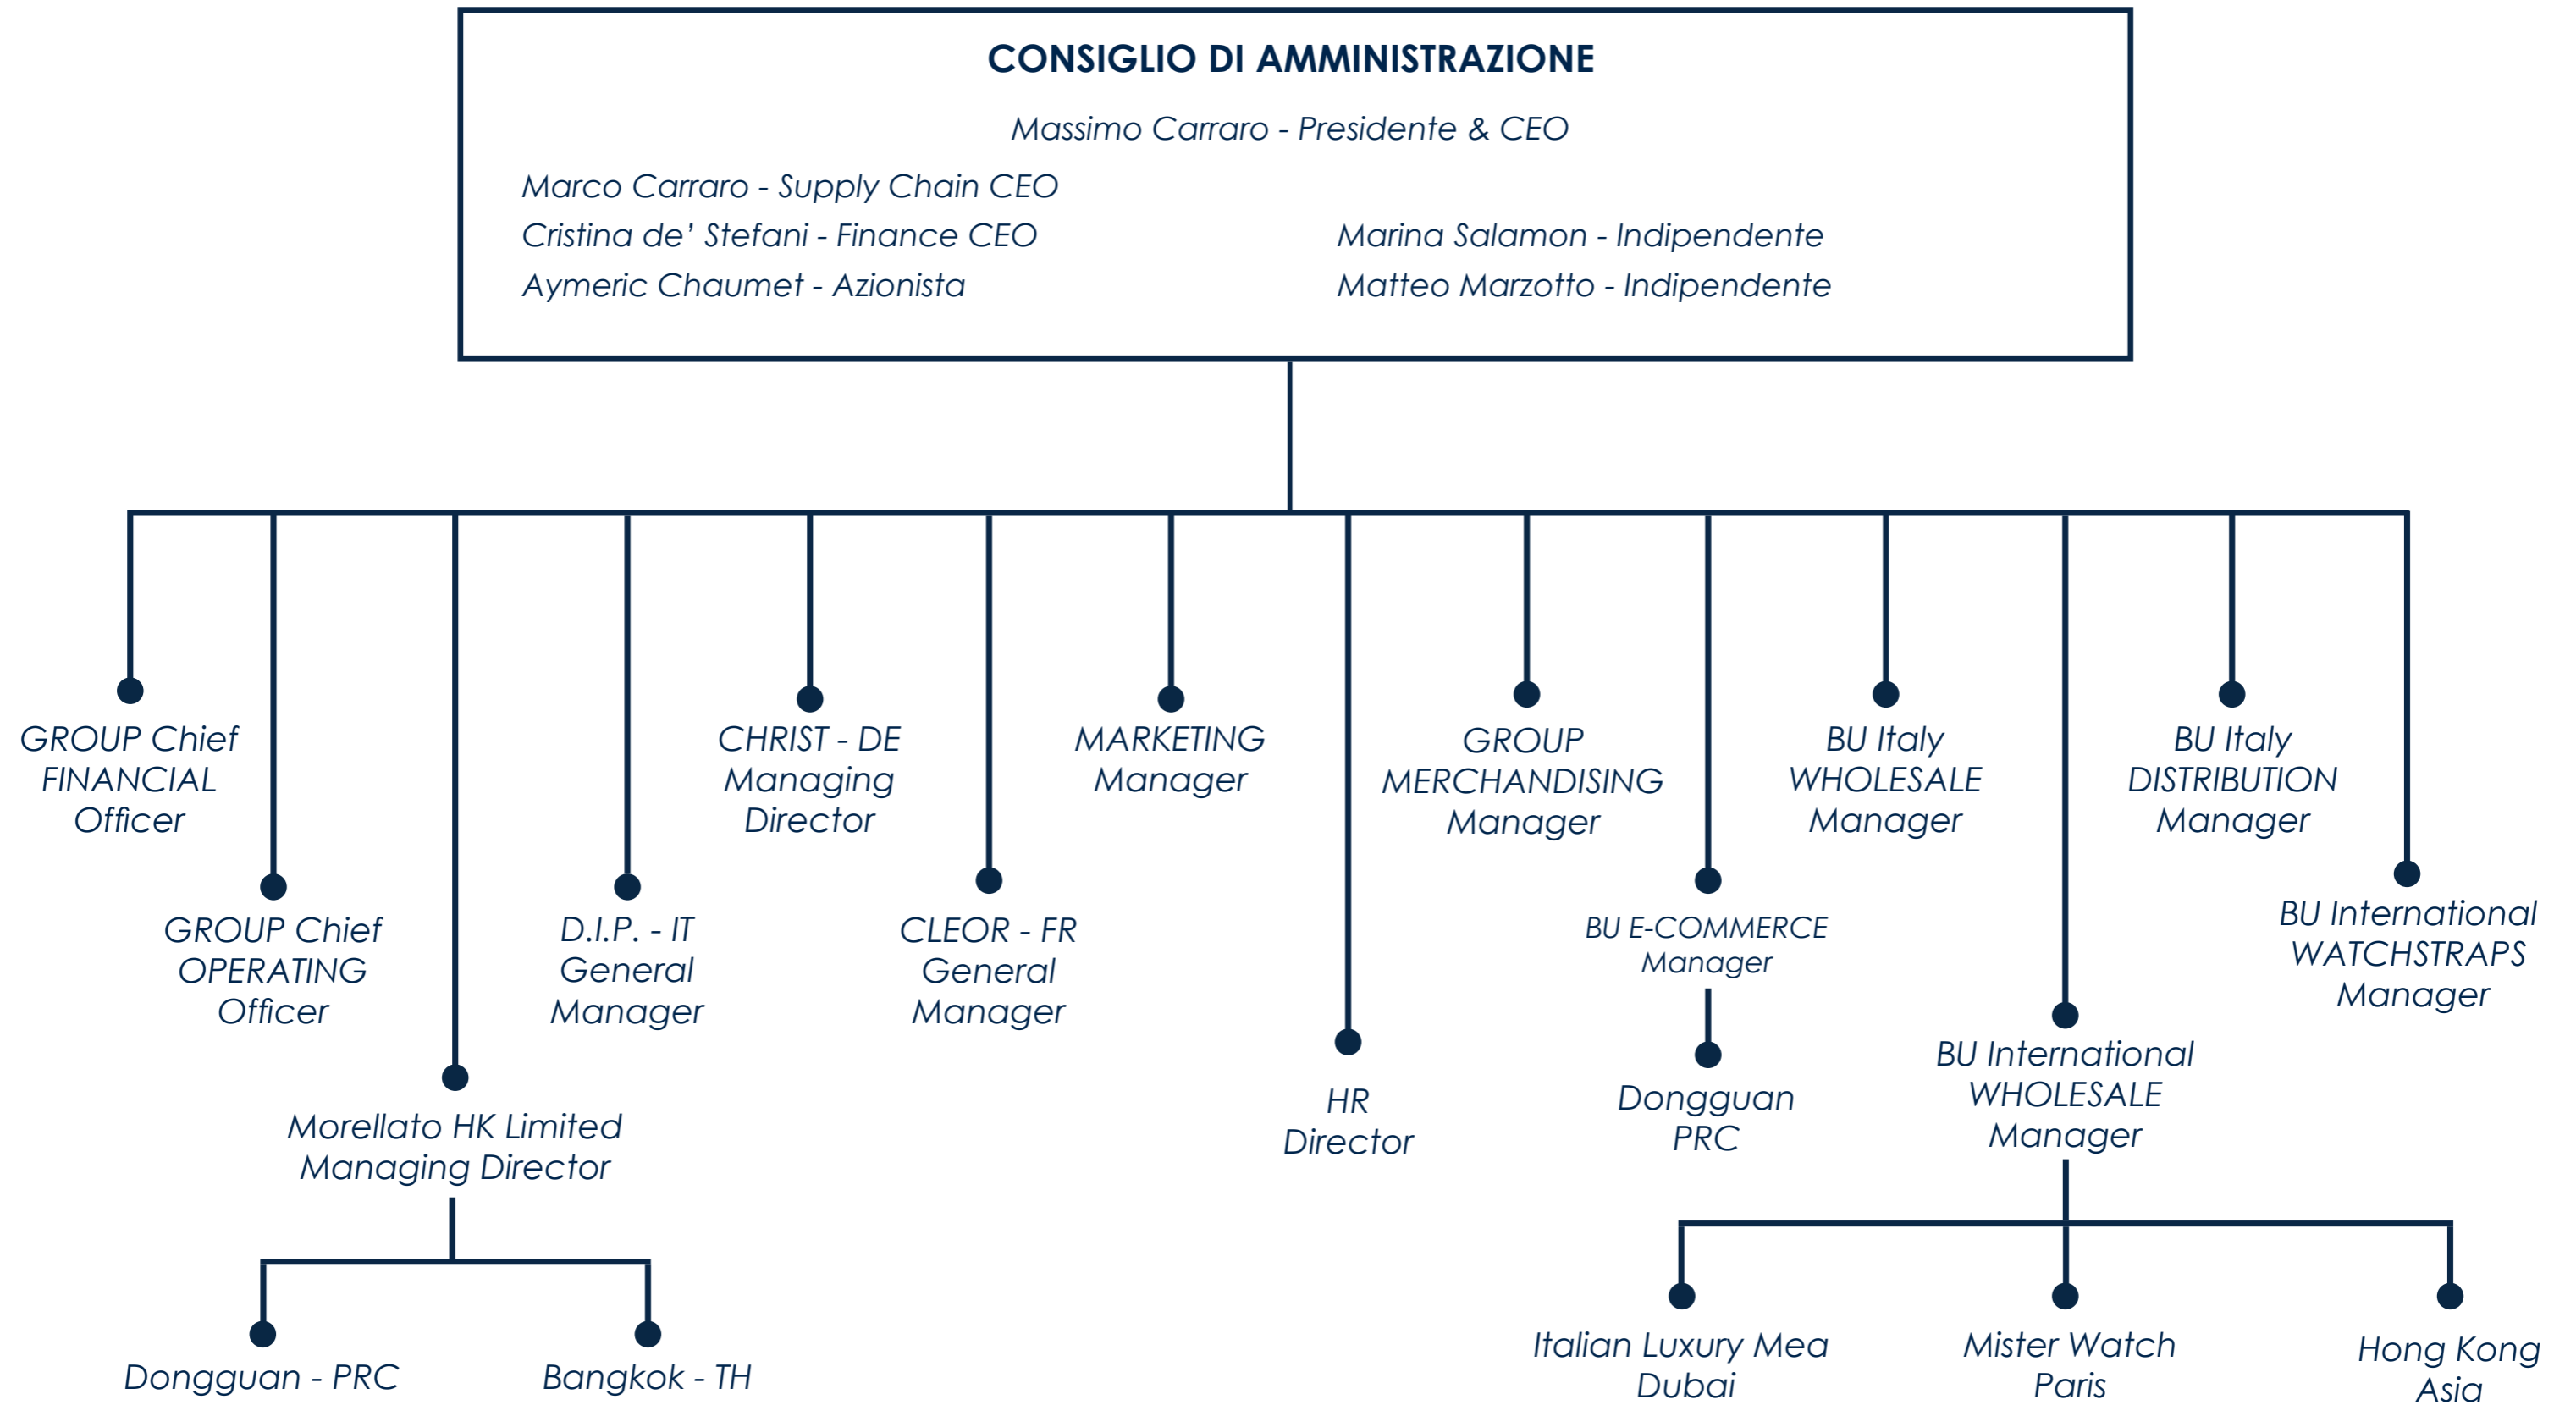 CONSIGLIO DI AMMINISTRAZIONE
Massimo Carraro - Presidente & CEO
Marco Carraro - Supply Chain CEO
Cristina de’ Stefani - Finance CEO
Aymeric Chaumet - Azionista
Marina Salamon - Indipendente
Matteo Marzotto - Indipendente
GROUP Chief
FINANCIAL
Officer
GROUP Chief
OPERATING
Officer
Morellato HK Limited
Managing Director
Dongguan - PRC
Bangkok - TH
D.I.P. - IT
General
Manager
CHRIST - DE
Managing
Director
CLEOR - FR
General
Manager
MARKETING
Manager
HR
Director
GROUP
MERCHANDISING
Manager
BU E-COMMERCE
Manager
Dongguan
PRC
BU Italy
WHOLESALE
Manager
BU International
WHOLESALE
Manager
Italian Luxury Mea
Dubai
Mister Watch
Paris
Hong Kong
Asia
BU Italy
DISTRIBUTION
Manager
BU International
WATCHSTRAPS
Manager